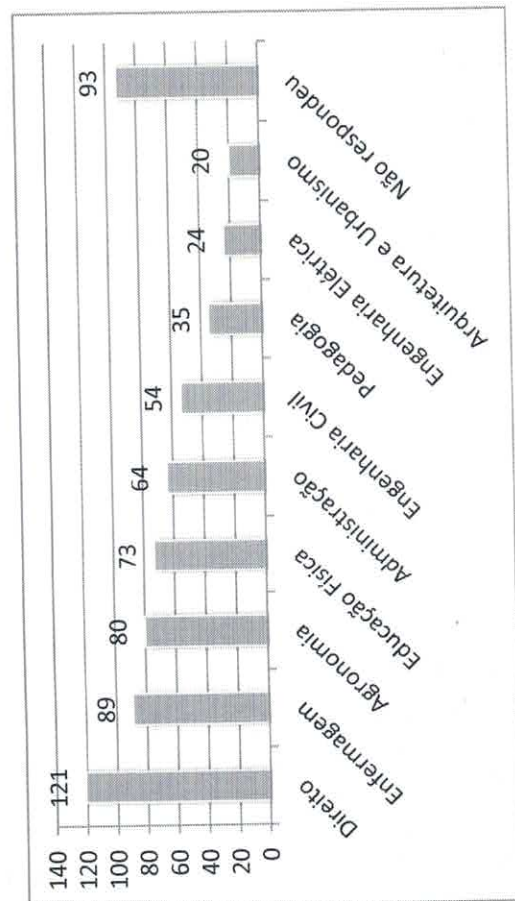 140
120
100
80
60
40
20
0
121
89
80
73
64
54
35
24
20
93
Direito
Enfermagem
Agronomia
Educação Física
Administração
Engenharia Civil
Pedagogia
Engenharia Elétrica
Arquitetura e Urbanismo
Não respondeu